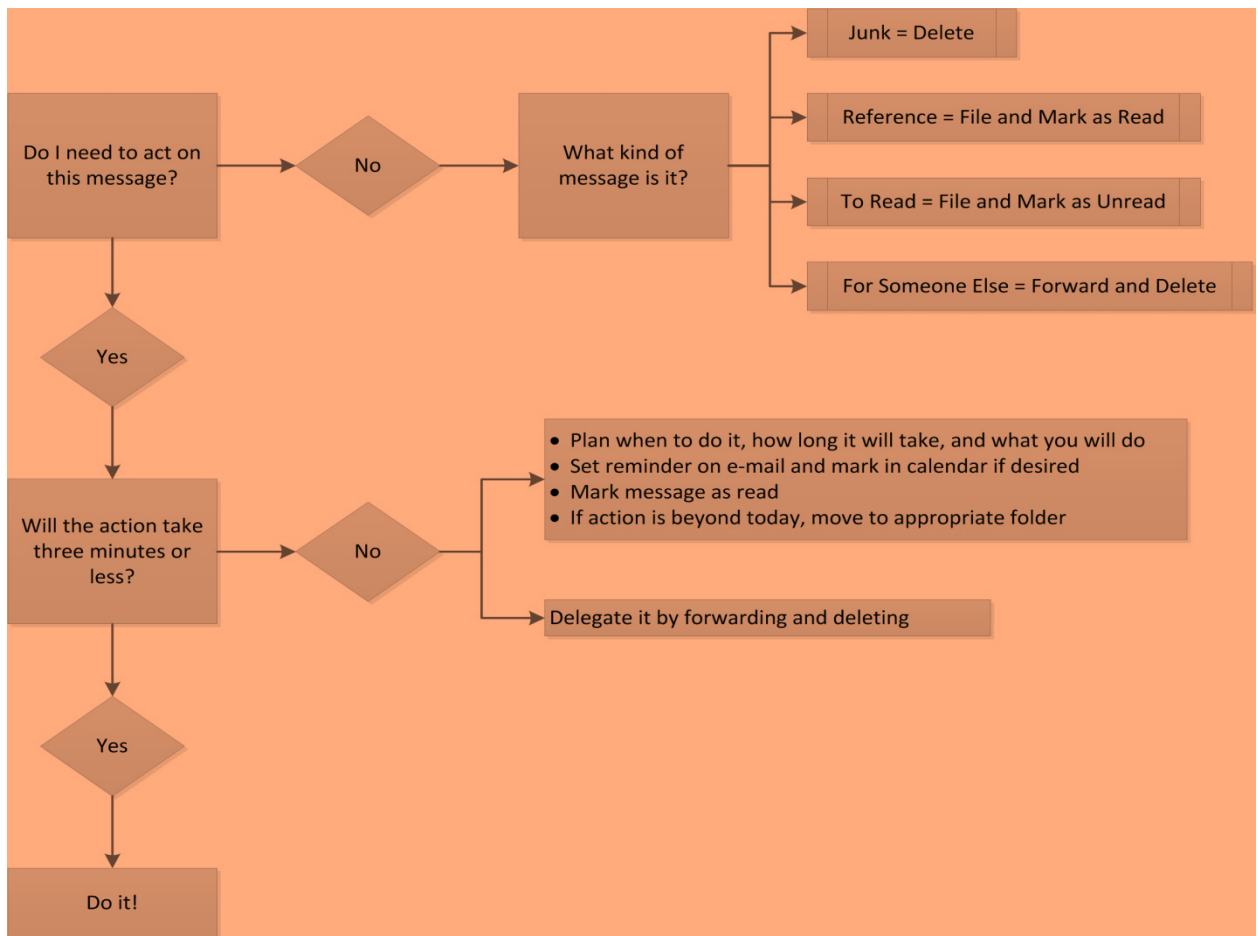 Junk = Delete
Do I need to act on
this message?
No
What kind of
message is it?
Reference = File and Mark as Read
To Read = File and Mark as Unread
For Someone Else = Forward and Delete
Yes
Will the action take
three minutes or
less?
No
• Plan when to do it, how long it will take, and what you will do
• Set reminder on e-mail and mark in calendar if desired
• Mark message as read
• If action is beyond today, move to appropriate folder
Delegate it by forwarding and deleting
Yes
Do it!